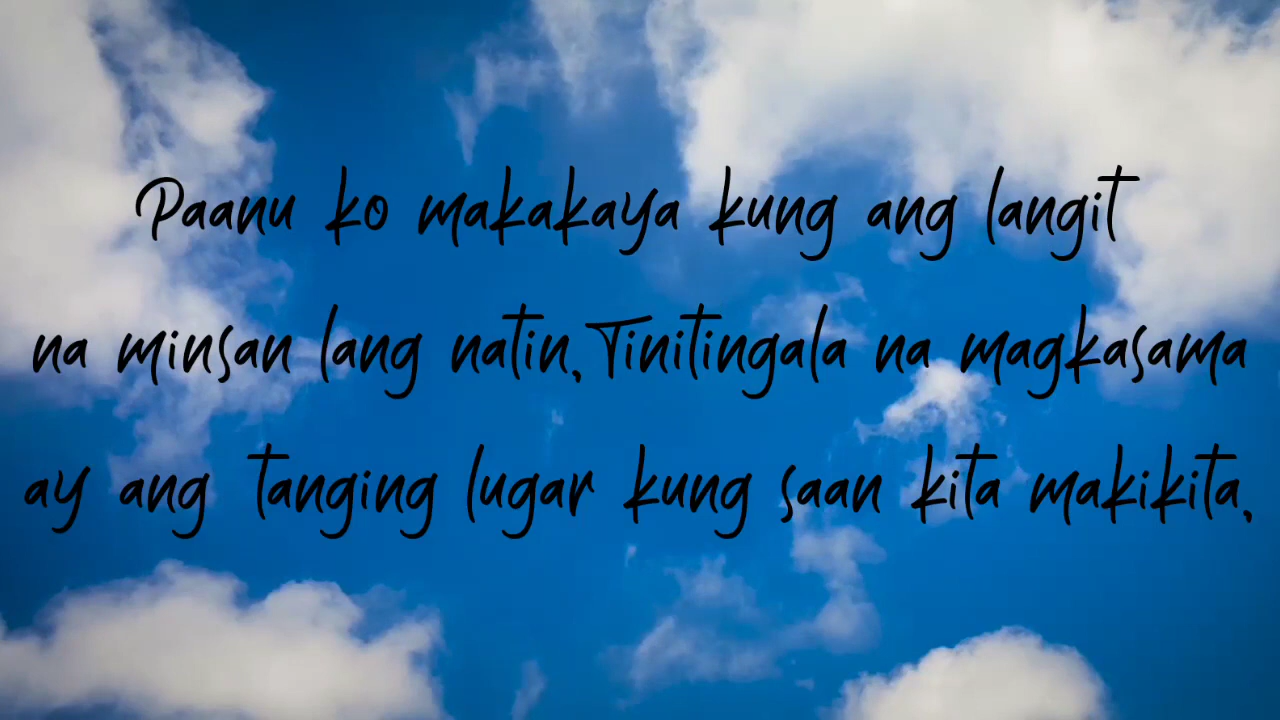 Paanu ko makakaya kung ang langit
na minsan lang natin, Tinitingala na magkasama
ay ang tanging lugar kung saan kita makikita,